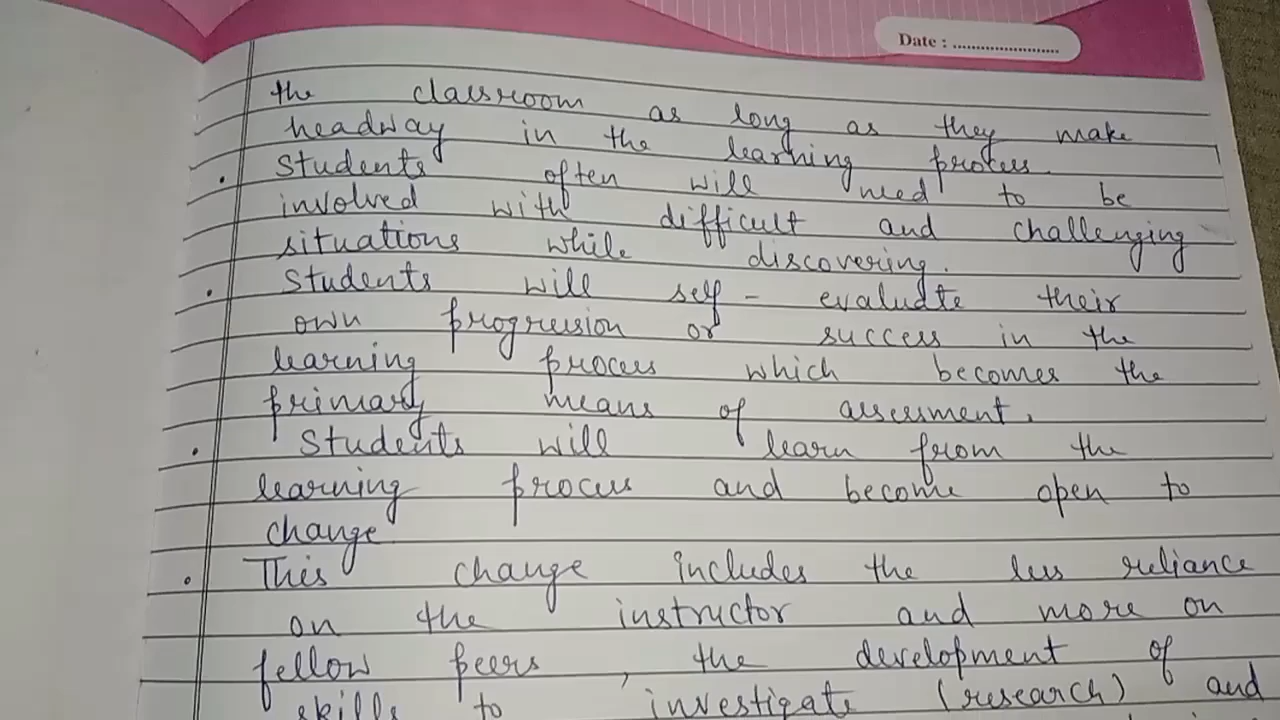 Date : ........................
the classroom as long as they make
headway in the learning process.
. Students often will need to be
involved with difficult and challenging
situations while discovering.
. Students will self - evaluate their
own progression or success in the
learning process which becomes the
primary means of assessment.
. Students will learn from the
learning process and become open to
change
. This change includes the less reliance
on the instructor and more on
fellow peers , the development of
skills to investigate (research) and